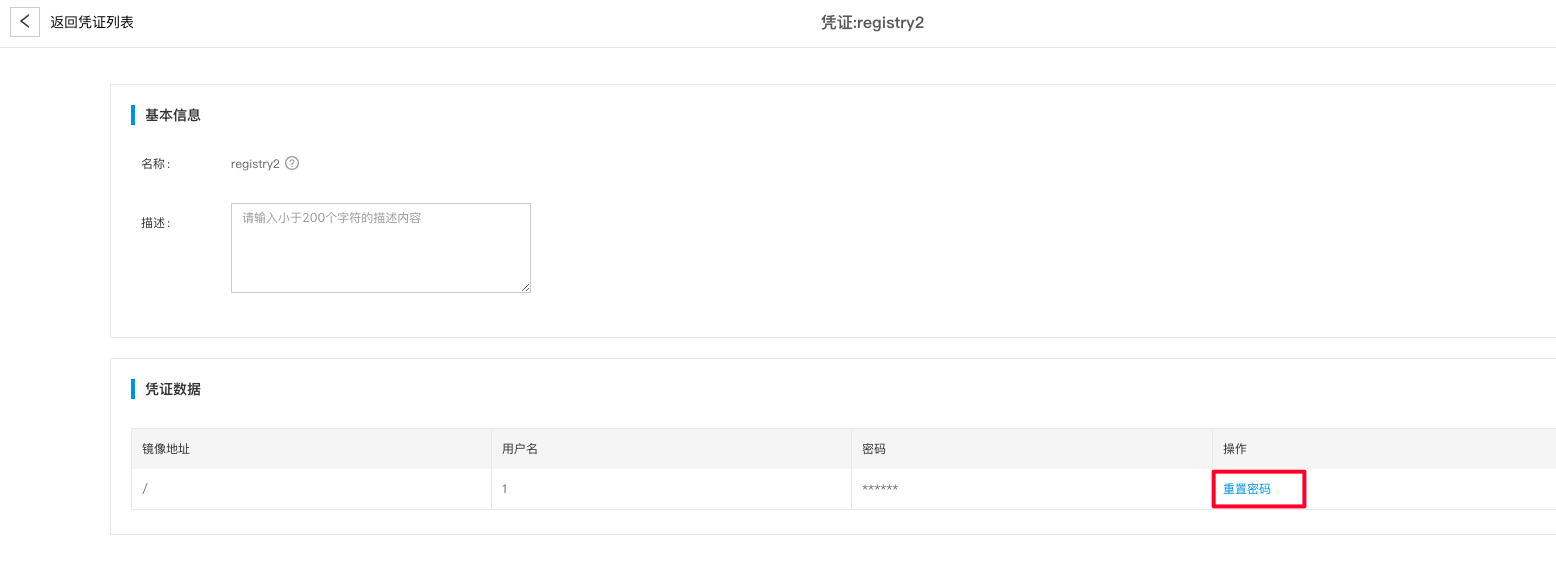 返回凭证列表
凭证:registry2
基本信息
名称: registry2
描述: 请输入小于200个字符的描述内容
凭证数据
镜像地址 用户名 密码 操作
/ 1 ****** 重置密码